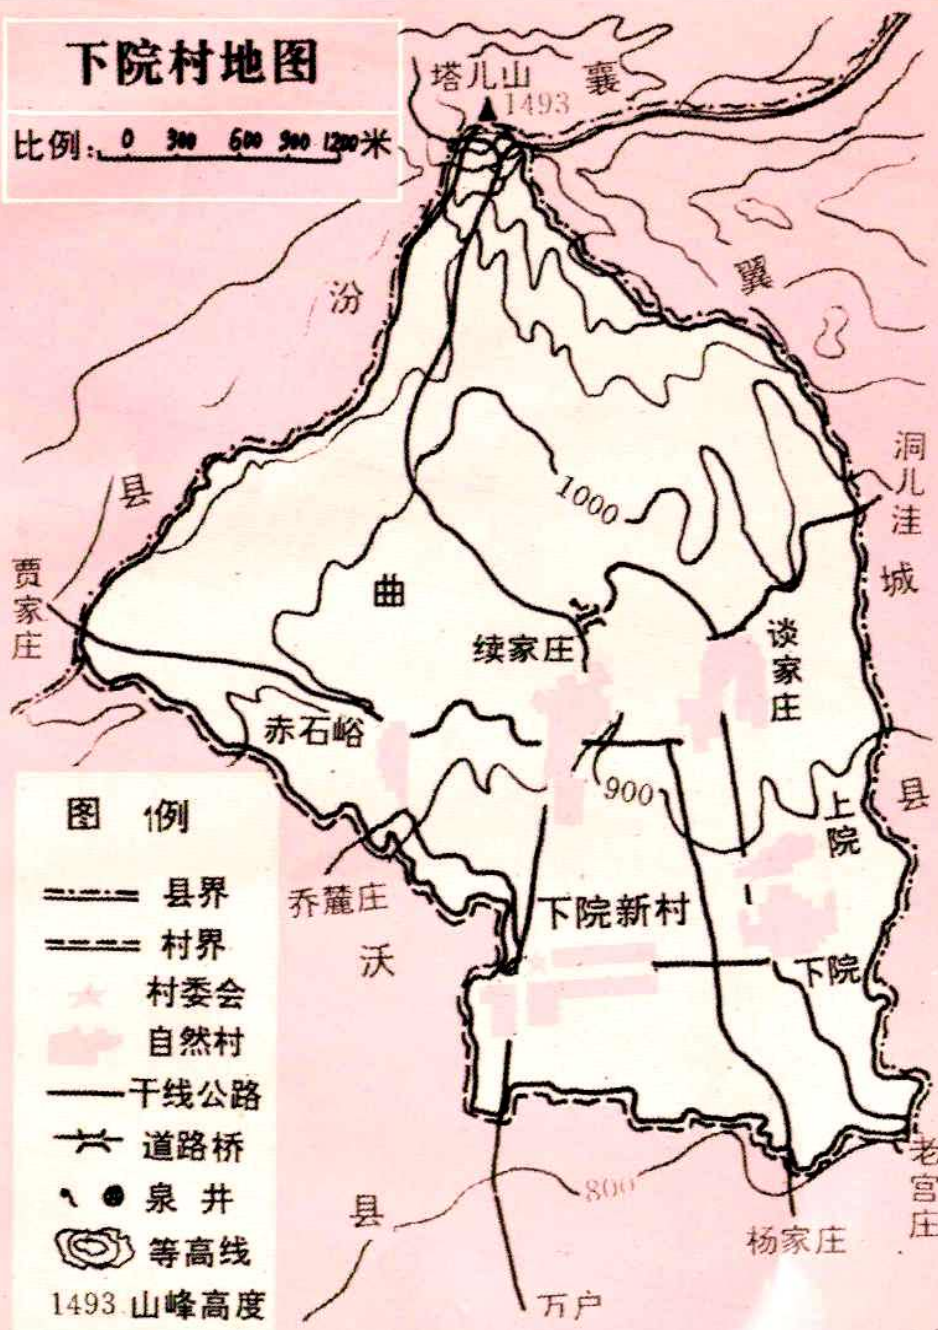 下院村地图
比例: 0 300 600 900 1200米
塔儿山
1493
襄
汾
县
翼
城
县
洞儿洼
贾家庄
曲
沃
县
1000
续家庄
谈家庄
赤石峪
900
上院
乔麓庄
下院新村
下院
800
老宫庄
杨家庄
万户
图例
县界
村界
村委会
自然村
干线公路
道路桥
泉井
等高线
1493 山峰高度